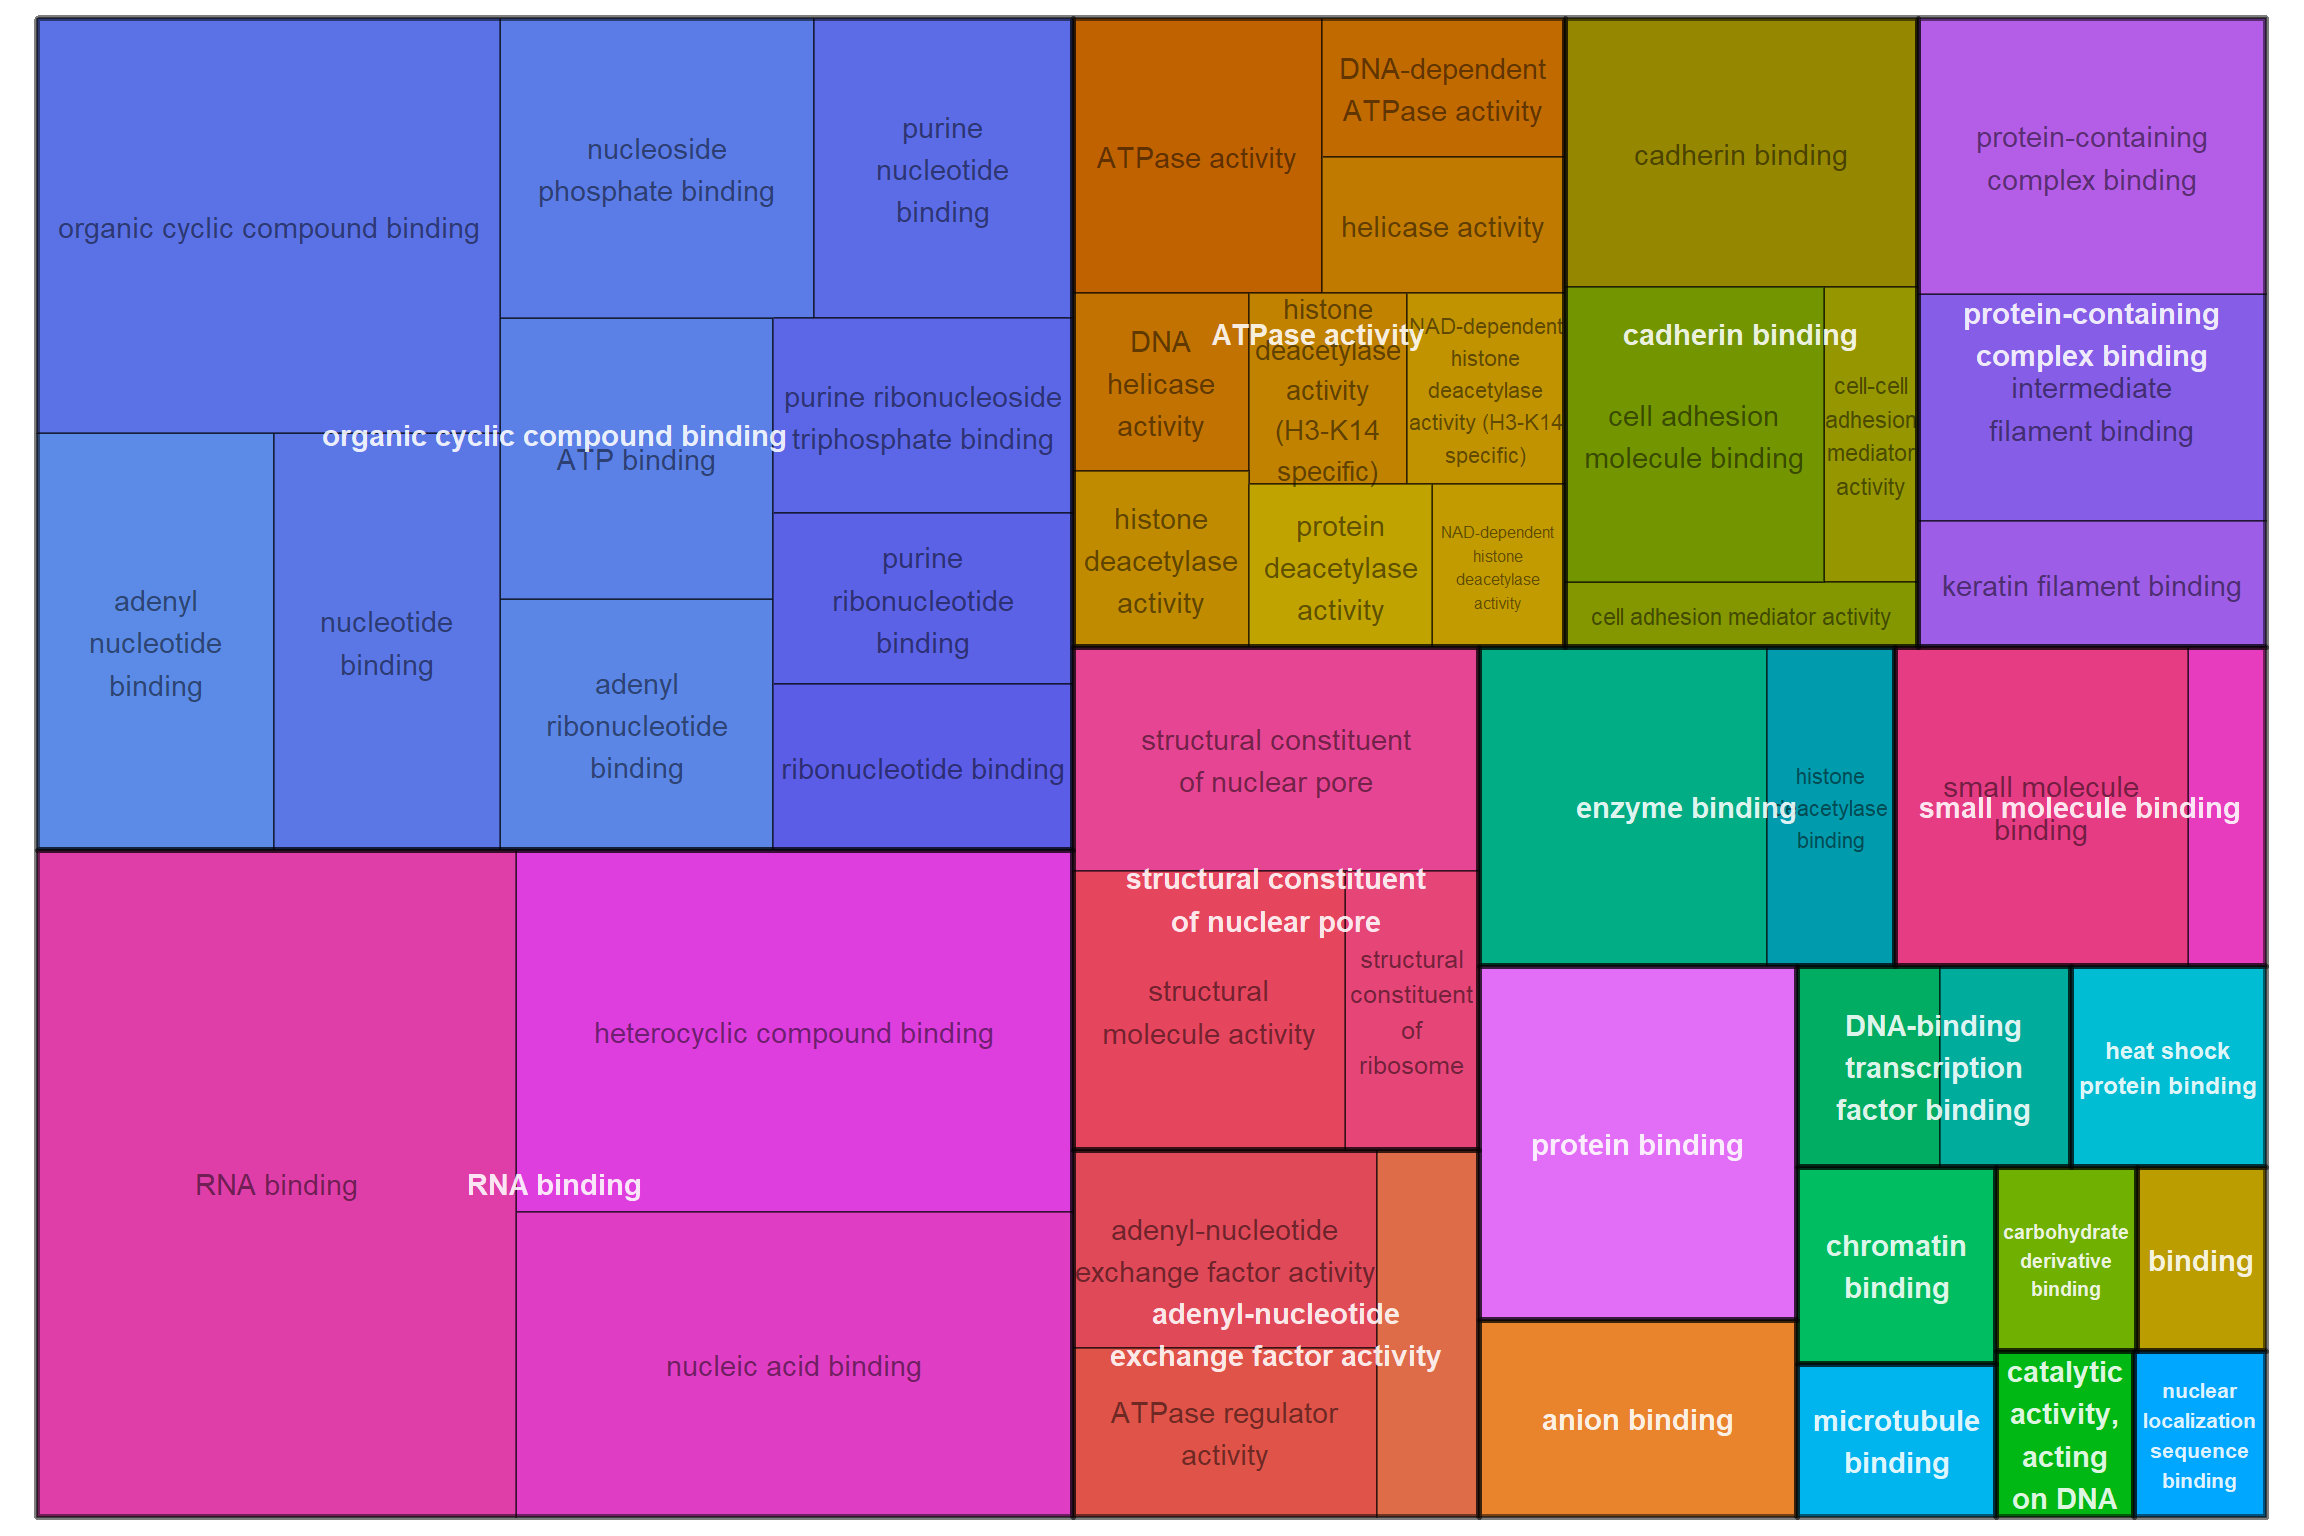 organic cyclic compound binding
nucleoside
phosphate binding
purine
nucleotide
binding
organic cyclic compound binding
ATP binding
purine ribonucleoside
triphosphate binding
adenyl
nucleotide
binding
nucleotide
binding
adenyl
ribonucleotide
binding
purine
ribonucleotide
binding
ribonucleotide binding
RNA binding
RNA binding
heterocyclic compound binding
nucleic acid binding
ATPase activity
DNA-dependent
ATPase activity
helicase activity
ATPase activity
DNA
helicase
activity
histone
deacetylase
activity
(H3-K14
specific)
NAD-dependent
histone
deacetylase
activity (H3-K14
specific)
histone
deacetylase
activity
protein
deacetylase
activity
NAD-dependent
histone
deacetylase
activity
cadherin binding
cadherin binding
cell adhesion
molecule binding
cell-cell
adhesion
mediator
activity
cell adhesion mediator activity
protein-containing
complex binding
protein-containing
complex binding
intermediate
filament binding
keratin filament binding
structural constituent
of nuclear pore
structural constituent
of nuclear pore
structural
molecule activity
structural
constituent
of
ribosome
adenyl-nucleotide
exchange factor activity
adenyl-nucleotide
exchange factor activity
ATPase regulator
activity
enzyme binding
histone
deacetylase
binding
small molecule
binding
small molecule binding
protein binding
anion binding
DNA-binding
transcription
factor binding
heat shock
protein binding
chromatin
binding
carbohydrate
derivative
binding
binding
microtubule
binding
catalytic
activity,
acting
on DNA
nuclear
localization
sequence
binding